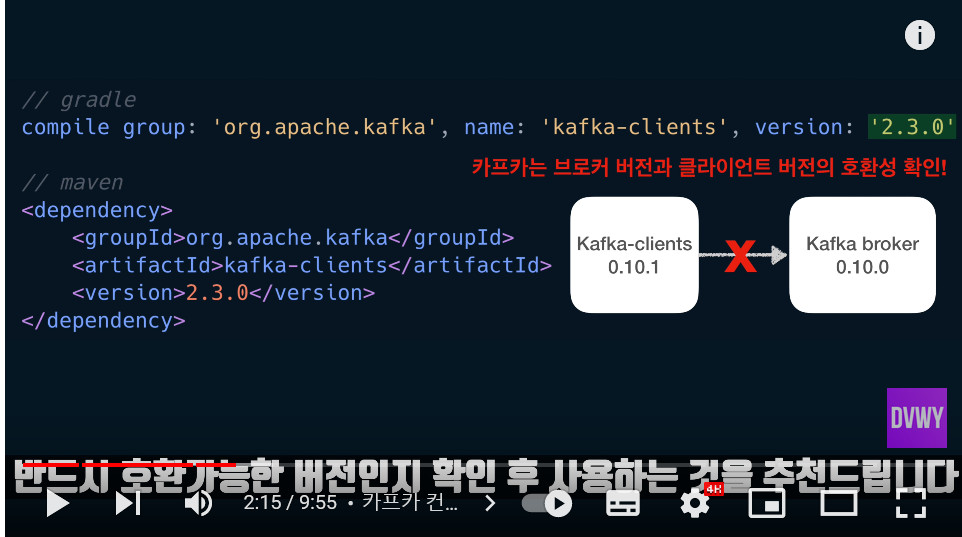 // gradle
compile group: 'org.apache.kafka', name: 'kafka-clients', version: '2.3.0'
카프카는 브로커 버전과 클라이언트 버전의 호환성 확인!
// maven
<dependency>
<groupId>org.apache.kafka</groupId>
<artifactId>kafka-clients</artifactId>
<version>2.3.0</version>
</dependency>
Kafka-clients
0.10.1
X
Kafka broker
0.10.0
DVWY
반드시 호환가능한 버전인지 확인 후 사용하는 것을 추천드립니다
2:15 / 9:55 • 카프카 컨...
4K